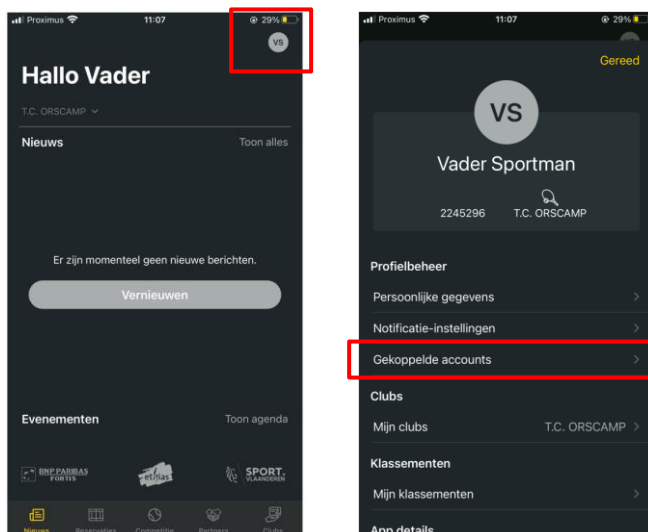 Proximus 11:07 29%
VS
Hallo Vader
T.C. ORSCAMP
Nieuws Toon alles
Er zijn momenteel geen nieuwe berichten.
Vernieuwen
Evenementen Toon agenda
BNP PARIBAS
FORTIS
ethias
SPORT.
VLAANDEREN
Nieuws Reservaties Competitie Partners Clubs
Proximus 11:07 29%
Gereed
VS
Vader Sportman
2245296 T.C. ORSCAMP
Profielbeheer
Persoonlijke gegevens
Notificatie-instellingen
Gekoppelde accounts
Clubs
Mijn clubs T.C. ORSCAMP
Klassementen
Mijn klassementen
App details